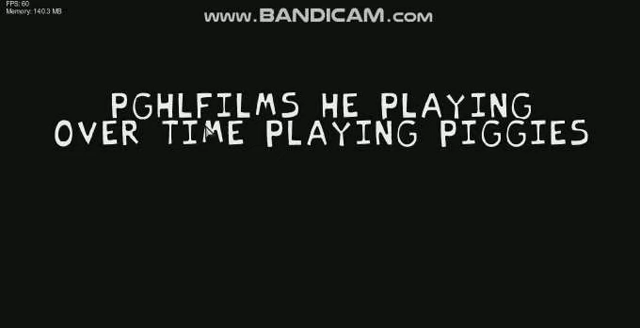 FPS: 60
Memory: 140.3 MB
www.BANDICAM.com
PGHLFILMS HE PLAYING
OVER TIME PLAYING PIGGIES